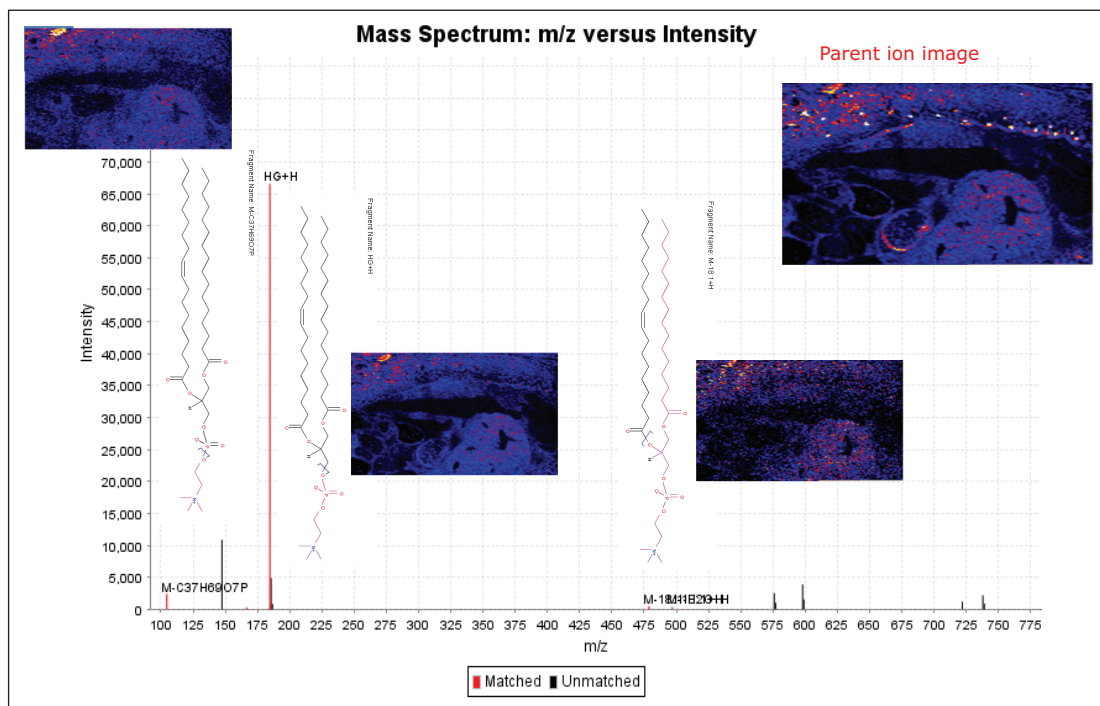 Mass Spectrum: m/z versus Intensity
Parent ion image
70,000
65,000
60,000
55,000
50,000
45,000
40,000
35,000
30,000
25,000
20,000
15,000
10,000
5,000
0
Intensity
HG+H
Fragment Name: M-C37H69O7P
Fragment Name: HG+H
Fragment Name: M-18:1+H
M-C37H69O7P
100 125 150 175 200 225 250 275 300 325 350 375 400 425 450 475 500 525 550 575 600 625 650 675 700 725 750 775
m/z
Matched Unmatched